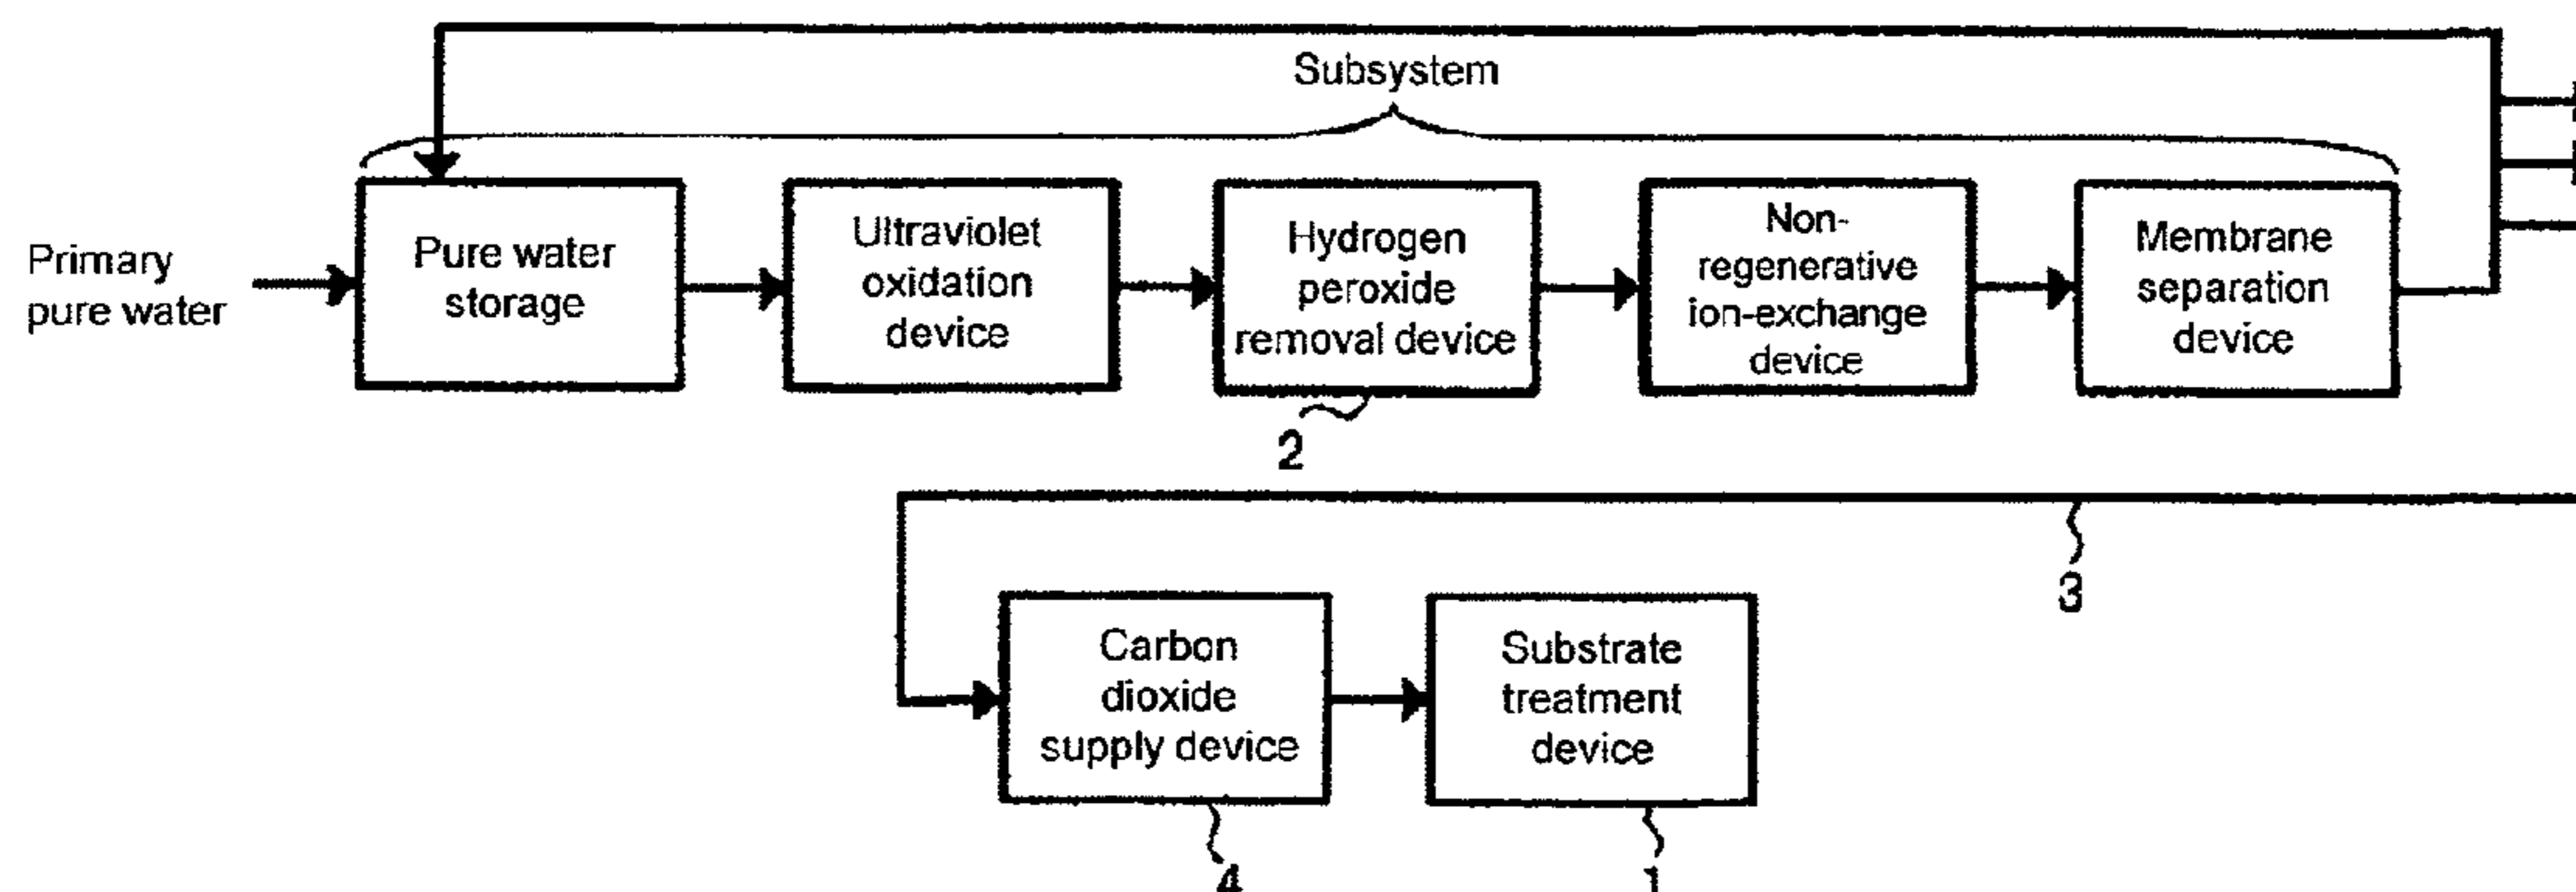 Subsystem
Primary
pure water
Pure water
storage
Ultraviolet
oxidation
device
Hydrogen
peroxide
removal device
Non-
regenerative
ion-exchange
device
Membrane
separation
device
2
3
Carbon
dioxide
supply device
Substrate
treatment
device
4
1